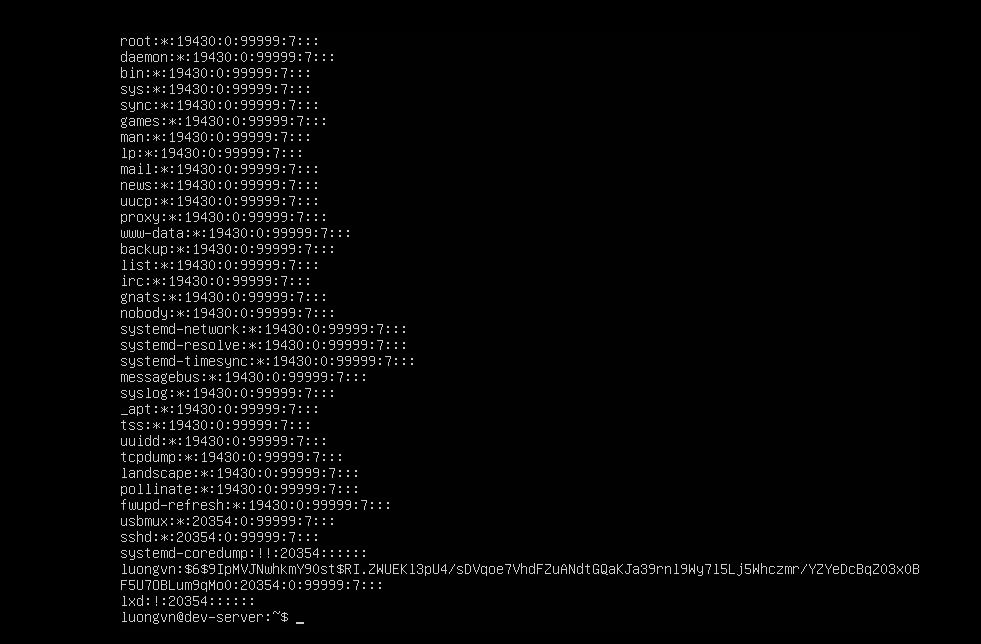 root:*:19430:0:99999:7:::
daemon:*:19430:0:99999:7:::
bin:*:19430:0:99999:7:::
sys:*:19430:0:99999:7:::
sync:*:19430:0:99999:7:::
games:*:19430:0:99999:7:::
man:*:19430:0:99999:7:::
lp:*:19430:0:99999:7:::
mail:*:19430:0:99999:7:::
news:*:19430:0:99999:7:::
uucp:*:19430:0:99999:7:::
proxy:*:19430:0:99999:7:::
www-data:*:19430:0:99999:7:::
backup:*:19430:0:99999:7:::
list:*:19430:0:99999:7:::
irc:*:19430:0:99999:7:::
gnats:*:19430:0:99999:7:::
nobody:*:19430:0:99999:7:::
systemd-network:*:19430:0:99999:7:::
systemd-resolve:*:19430:0:99999:7:::
systemd-timesync:*:19430:0:99999:7:::
messagebus:*:19430:0:99999:7:::
syslog:*:19430:0:99999:7:::
_apt:*:19430:0:99999:7:::
tss:*:19430:0:99999:7:::
uuidd:*:19430:0:99999:7:::
tcpdump:*:19430:0:99999:7:::
landscape:*:19430:0:99999:7:::
pollinate:*:19430:0:99999:7:::
fwupd-refresh:*:19430:0:99999:7:::
usbmux:*:20354:0:99999:7:::
sshd:*:20354:0:99999:7:::
systemd-coredump:!!:20354::::::
luongvn:$6$9IpMVJNwhkmY90st$RI.ZWUEKl3pU4/sDVqoe7VhdFZuANdtGQaKJa39rnl9Wy7l5Lj5Whczmr/YZYeDcBqZ03x0B
F5U7OBLum9qMo0:20354:0:99999:7:::
lxd:!:20354::::::
luongvn@dev-server:~$ _